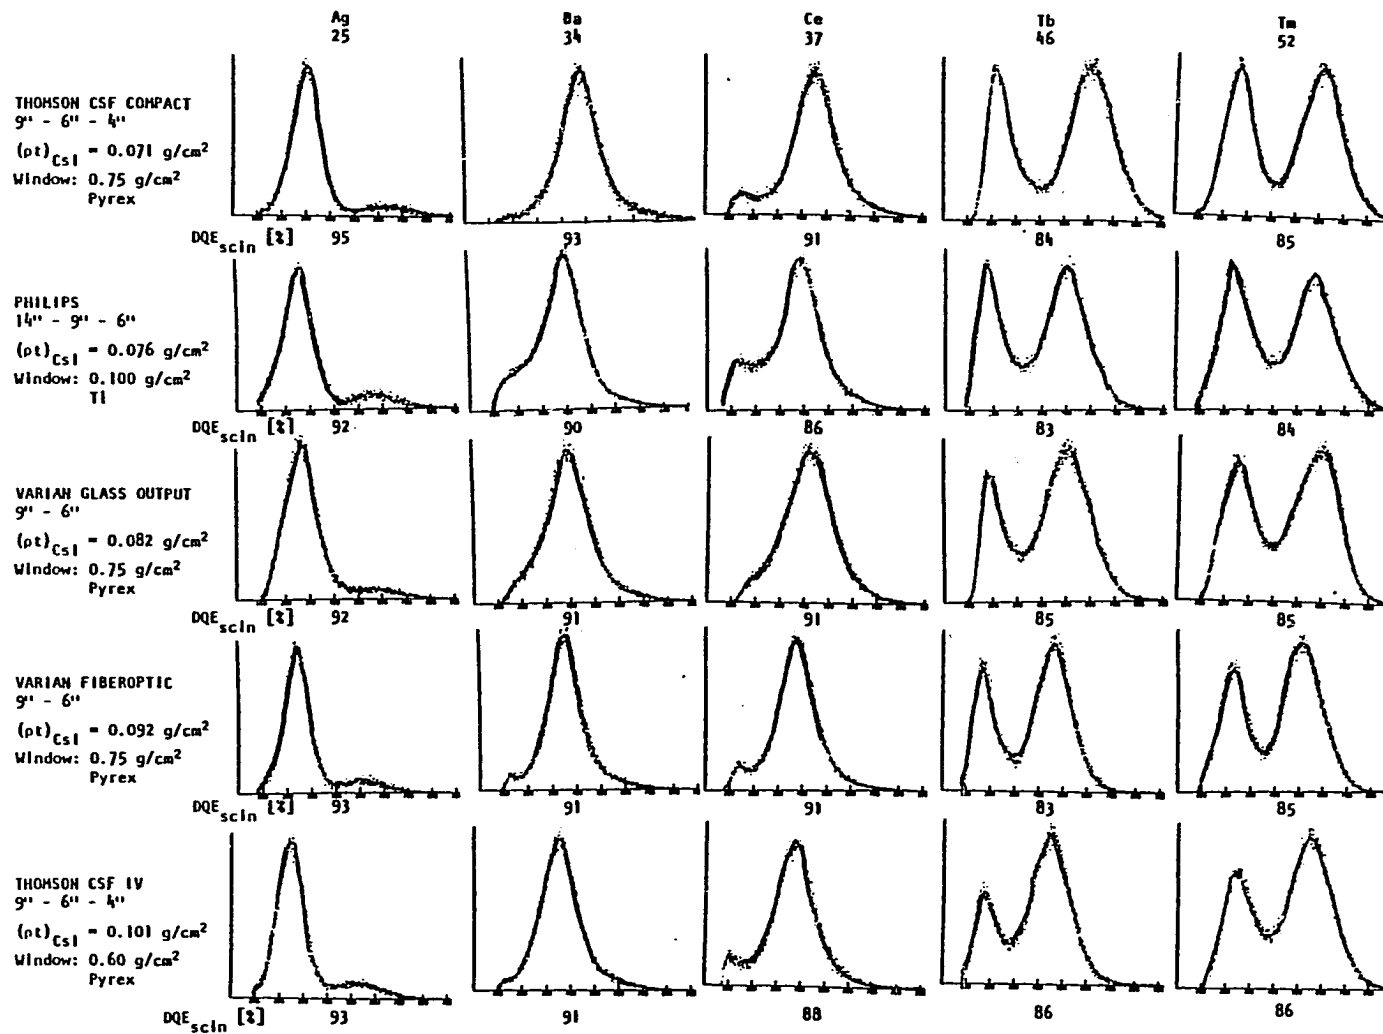 Ag Ba Ce Tb Tm
25 34 37 46 52
THOMSON CSF COMPACT
9" - 6" - 4"
(ρt)CsI = 0.071 g/cm²
Window: 0.75 g/cm²
Pyrex
DQEscin [%] 95 93 91 84 85
PHILIPS
14" - 9" - 6"
(ρt)CsI = 0.076 g/cm²
Window: 0.100 g/cm²
Ti
DQEscin [%] 92 90 86 83 84
VARIAN GLASS OUTPUT
9" - 6"
(ρt)CsI = 0.082 g/cm²
Window: 0.75 g/cm²
Pyrex
DQEscin [%] 92 91 91 85 85
VARIAN FIBEROPTIC
9" - 6"
(ρt)CsI = 0.092 g/cm²
Window: 0.75 g/cm²
Pyrex
DQEscin [%] 93 91 91 83 85
THOMSON CSF IV
9" - 6" - 4"
(ρt)CsI = 0.101 g/cm²
Window: 0.60 g/cm²
Pyrex
DQEscin [%] 93 91 88 86 86